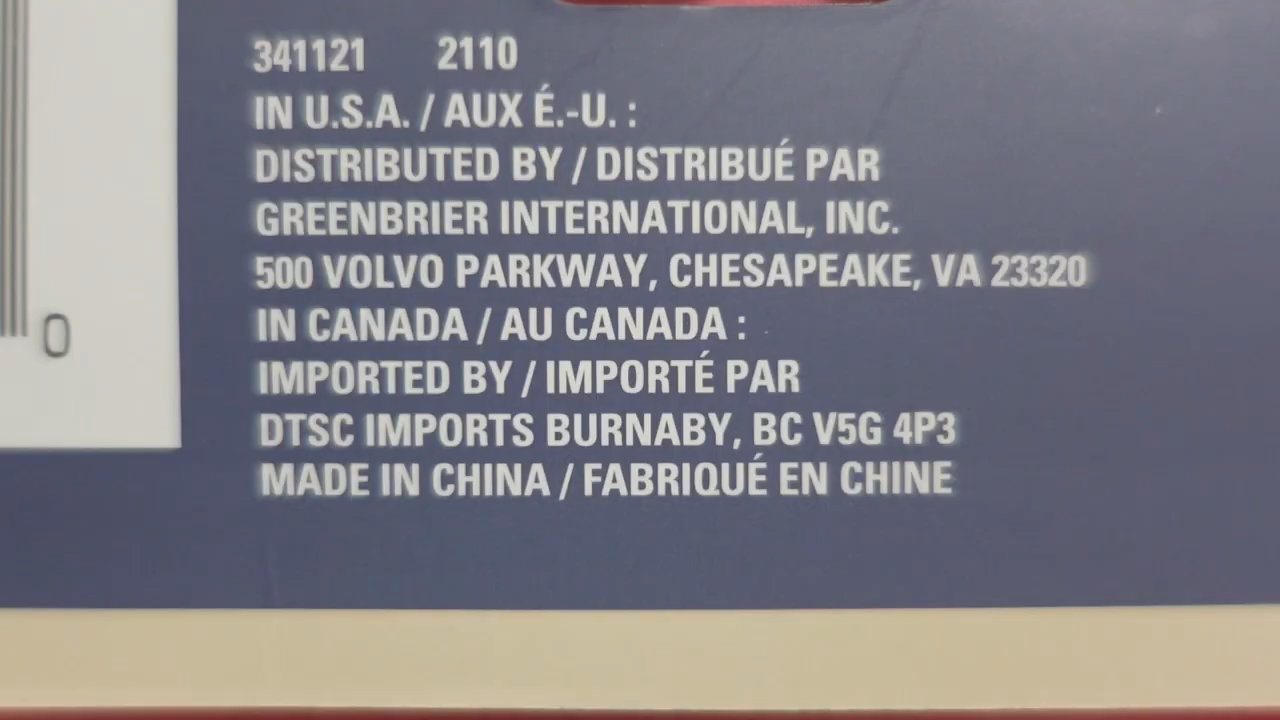 341121 2110
IN U.S.A. / AUX É.-U. :
DISTRIBUTED BY / DISTRIBUÉ PAR
GREENBRIER INTERNATIONAL, INC.
500 VOLVO PARKWAY, CHESAPEAKE, VA 23320
IN CANADA / AU CANADA :
IMPORTED BY / IMPORTÉ PAR
DTSC IMPORTS BURNABY, BC V5G 4P3
MADE IN CHINA / FABRIQUÉ EN CHINE
0